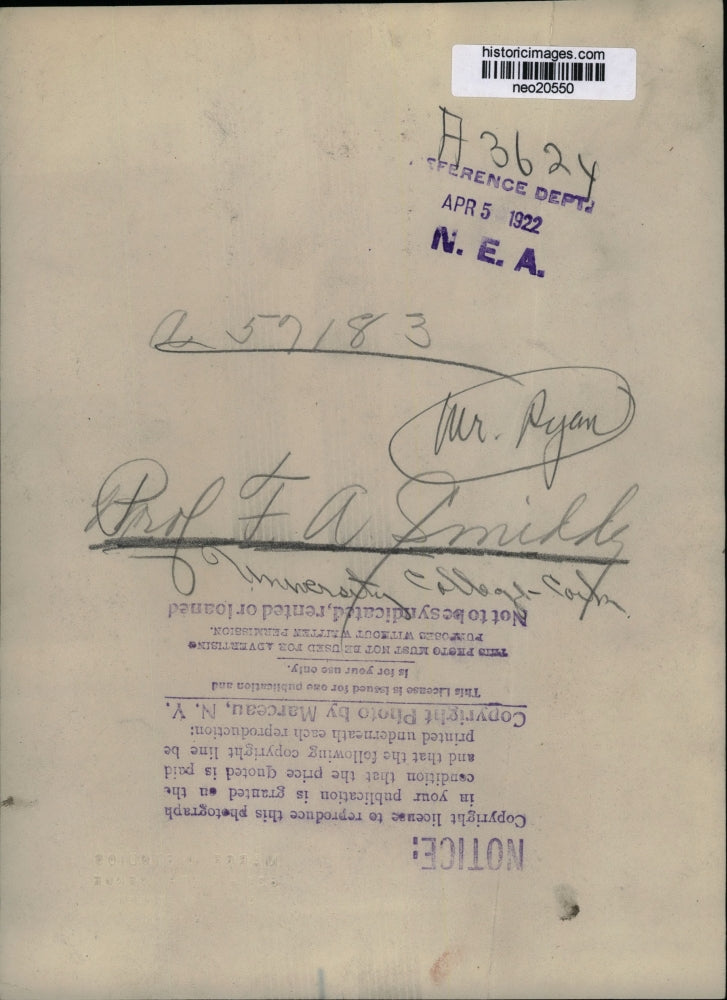 historicimages.com
neo20550
A 3624
REFERENCE DEPT.
APR 5 1922
N. E. A.
a 57183
Mr. Ryan
Prof F A Smiddy
University College - Cork
NOTICE:
Copyright license to reproduce this photograph
in your publication is granted on the
condition that the price quoted is paid
and that the following copyright line be
printed underneath each reproduction:
Copyright Photo by Marceau, N. Y.
This License is issued for one publication and
is for your use only.
THIS PHOTO MUST NOT BE USED FOR ADVERTISING
PURPOSES WITHOUT WRITTEN PERMISSION.
Not to be syndicated, rented or loaned